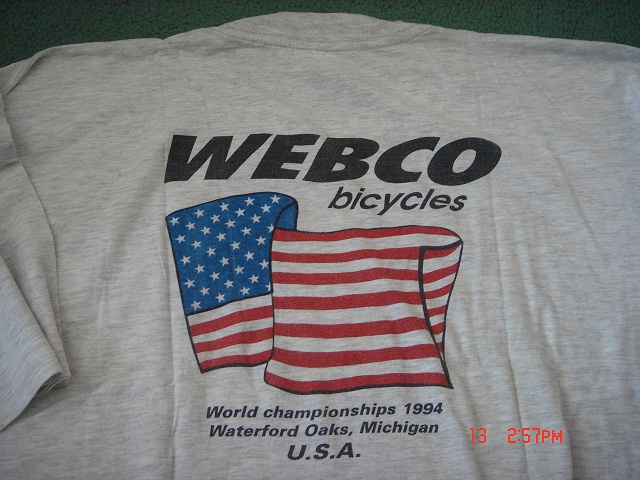 WEBCO
bicycles
World championships 1994
Waterford Oaks, Michigan
U.S.A.
13 2:57PM